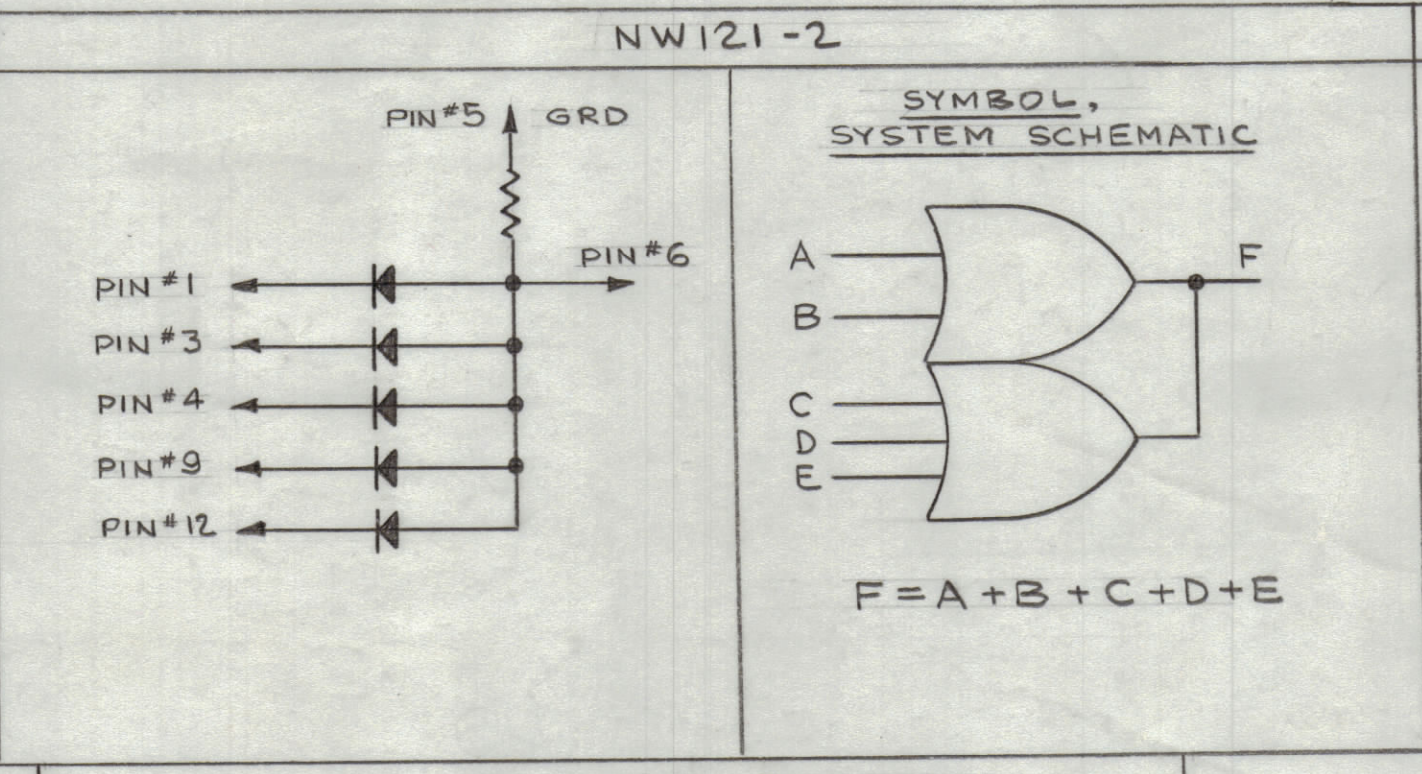 NW121-2
PIN #5 GRD
PIN #6
PIN #1
PIN #3
PIN #4
PIN #9
PIN #12
SYMBOL,
SYSTEM SCHEMATIC
A
B
C
D
E
F
F = A + B + C + D + E